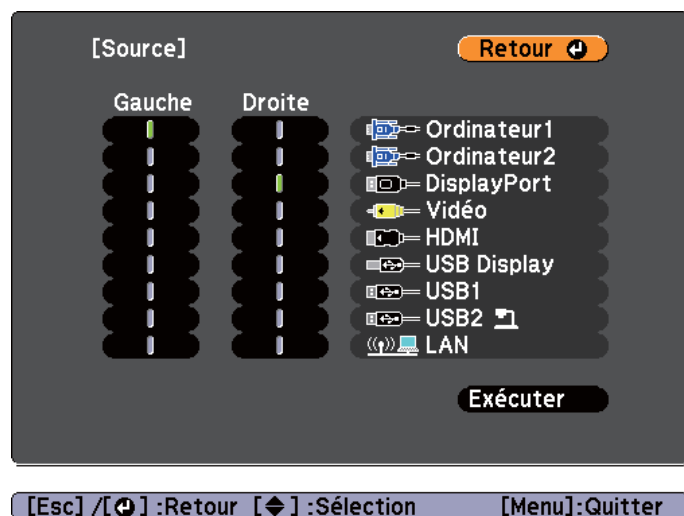 [Source]
Retour
Gauche Droite
Ordinateur1
Ordinateur2
DisplayPort
Vidéo
HDMI
USB Display
USB1
USB2
LAN
Exécuter
[Esc] /[ ] :Retour [ ] :Sélection [Menu]:Quitter